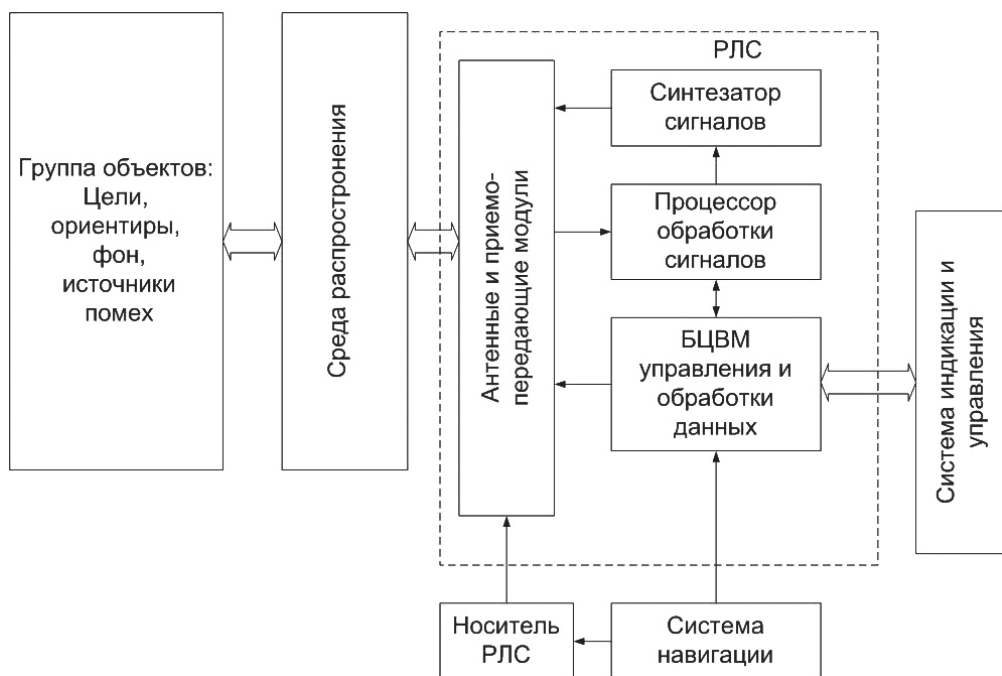 Группа объектов:
Цели,
ориентиры,
фон,
источники
помех
Среда распростронения
РЛС
Антенные и приемо-
передающие модули
Синтезатор
сигналов
Процессор
обработки
сигналов
БЦВМ
управления и
обработки
данных
Система индикации и
управления
Носитель
РЛС
Система
навигации